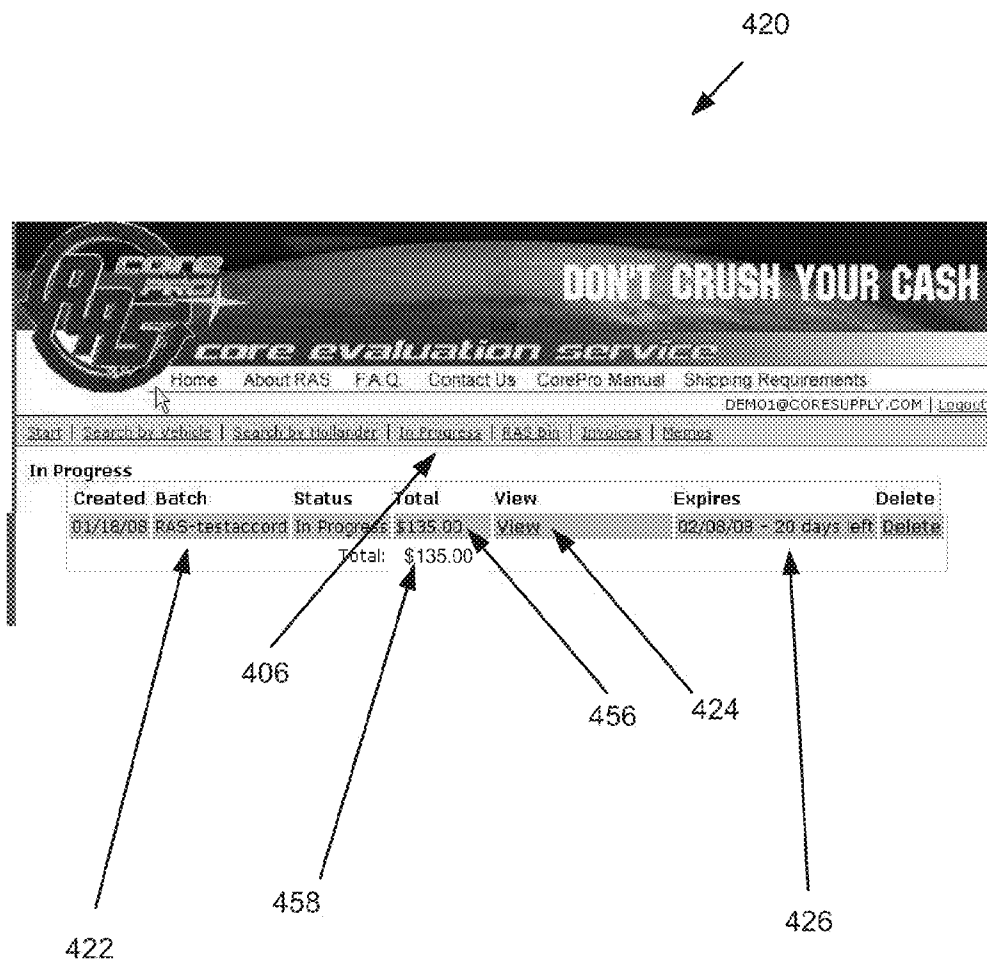 420
CORE
PRO
DON'T CRUSH YOUR CASH
core evaluation service
Home About RAS F.A.Q. Contact Us CorePro Manual Shipping Requirements
DEMO1@CORESUPPLY.COM | Logout
Start | Search by Vehicle | Search by Hollander | In Progress | RAS Bin | Invoices | Memos
In Progress
Created Batch Status Total View Expires Delete
01/18/08 RAS-testaccord In Progress $135.00 View 02/08/08 - 20 days left Delete
Total: $135.00
406
456
424
458
426
422